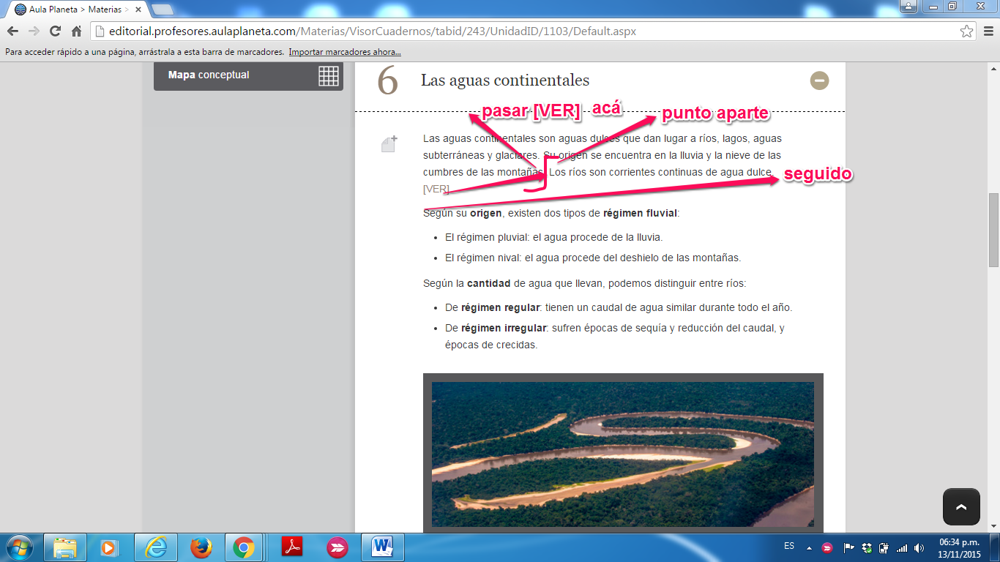 Aula Planeta > Materias >
editorial.profesores.aulaplaneta.com/Materias/VisorCuadernos/tabid/243/UnidadID/1103/Default.aspx
Para acceder rápido a una página, arrástrala a esta barra de marcadores. Importar marcadores ahora...
Mapa conceptual
6 Las aguas continentales
pasar [VER] acá
punto aparte
Las aguas continentales son aguas dulces que dan lugar a ríos, lagos, aguas
subterráneas y glaciares. Su origen se encuentra en la lluvia y la nieve de las
cumbres de las montañas. Los ríos son corrientes continuas de agua dulce.
seguido
[VER]
Según su origen, existen dos tipos de régimen fluvial:
• El régimen pluvial: el agua procede de la lluvia.
• El régimen nival: el agua procede del deshielo de las montañas.
Según la cantidad de agua que llevan, podemos distinguir entre ríos:
• De régimen regular: tienen un caudal de agua similar durante todo el año.
• De régimen irregular: sufren épocas de sequía y reducción del caudal, y
épocas de crecidas.
ES
06:34 p.m.
13/11/2015